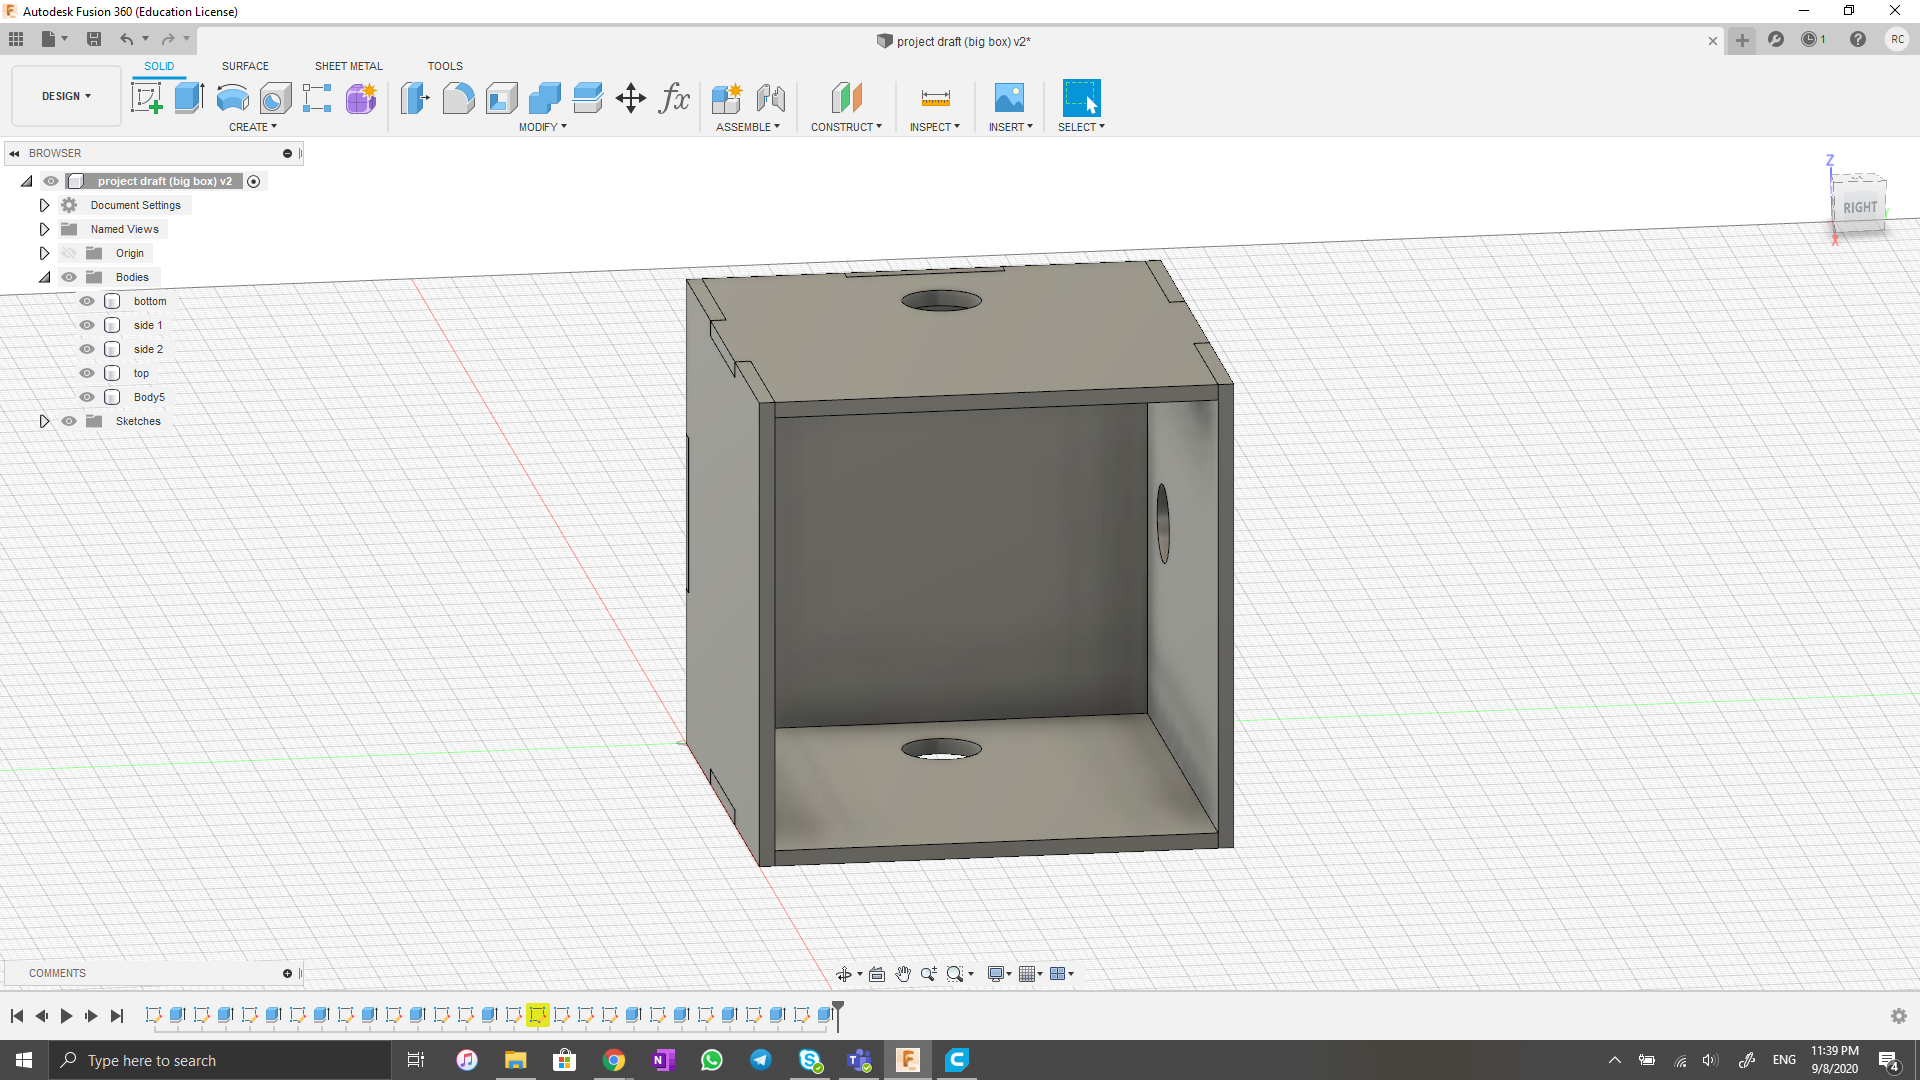 Autodesk Fusion 360 (Education License)
project draft (big box) v2*
1
RC
DESIGN
SOLID
SURFACE
SHEET METAL
TOOLS
fx
CREATE
MODIFY
ASSEMBLE
CONSTRUCT
INSPECT
INSERT
SELECT
BROWSER
project draft (big box) v2
Document Settings
Named Views
Origin
Bodies
bottom
side 1
side 2
top
Body5
Sketches
Z
RIGHT
X
COMMENTS
Type here to search
ENG
11:39 PM
9/8/2020
4